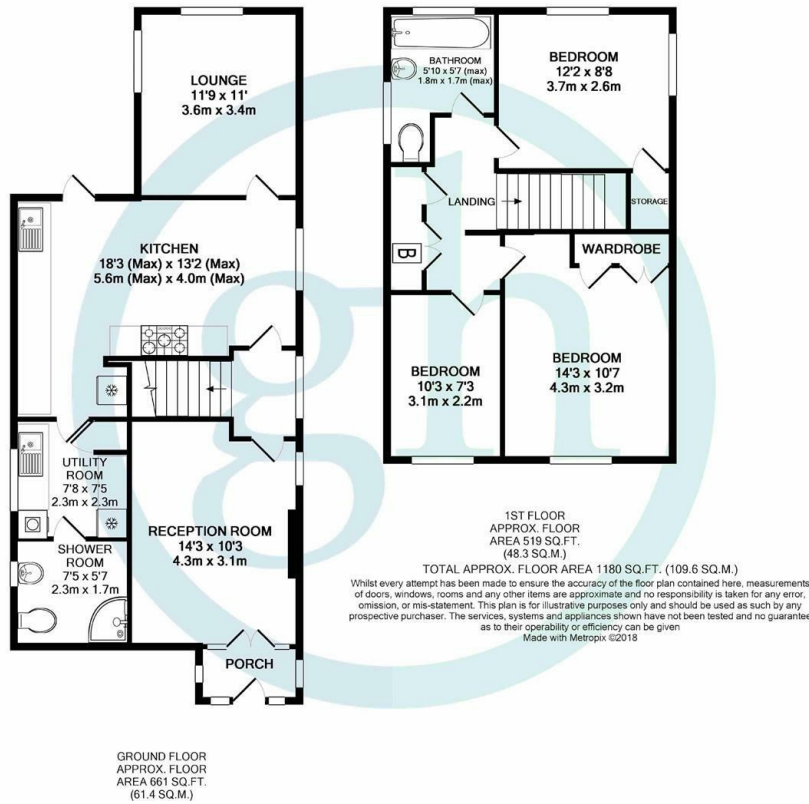 LOUNGE
11'9 x 11'
3.6m x 3.4m
KITCHEN
18'3 (Max) x 13'2 (Max)
5.6m (Max) x 4.0m (Max)
UTILITY
ROOM
7'8 x 7'5
2.3m x 2.3m
SHOWER
ROOM
7'5 x 5'7
2.3m x 1.7m
RECEPTION ROOM
14'3 x 10'3
4.3m x 3.1m
PORCH
GROUND FLOOR
APPROX. FLOOR
AREA 661 SQ.FT.
(61.4 SQ.M.)
BATHROOM
5'10 x 5'7 (max)
1.8m x 1.7m (max)
BEDROOM
12'2 x 8'8
3.7m x 2.6m
LANDING
STORAGE
B
WARDROBE
BEDROOM
10'3 x 7'3
3.1m x 2.2m
BEDROOM
14'3 x 10'7
4.3m x 3.2m
1ST FLOOR
APPROX. FLOOR
AREA 519 SQ.FT.
(48.3 SQ.M.)
TOTAL APPROX. FLOOR AREA 1180 SQ.FT. (109.6 SQ.M.)
Whilst every attempt has been made to ensure the accuracy of the floor plan contained here, measurements
of doors, windows, rooms and any other items are approximate and no responsibility is taken for any error,
omission, or mis-statement. This plan is for illustrative purposes only and should be used as such by any
prospective purchaser. The services, systems and appliances shown have not been tested and no guarantee
as to their operability or efficiency can be given
Made with Metropix ©2018
gh